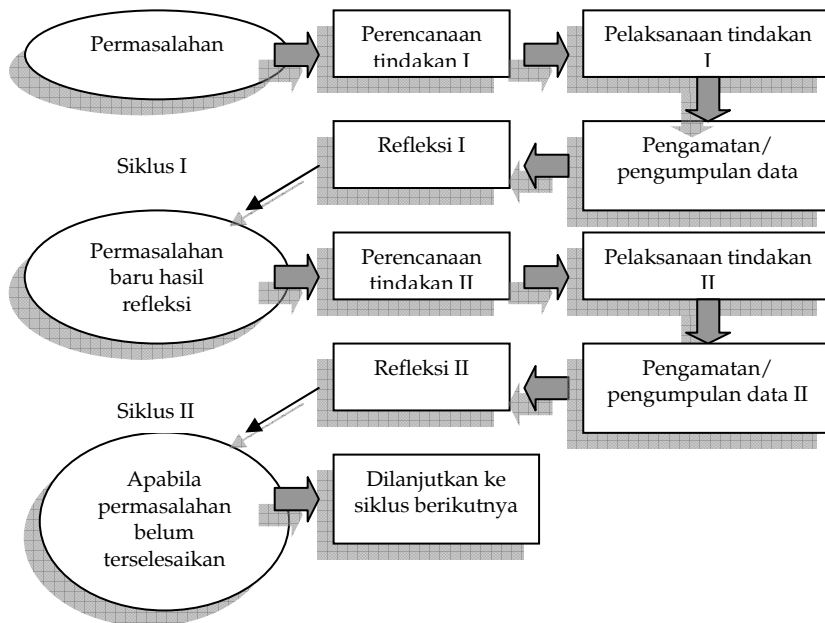 Permasalahan
Perencanaan
tindakan I
Pelaksanaan tindakan
I
Siklus I
Refleksi I
Pengamatan/
pengumpulan data
Permasalahan
baru hasil
refleksi
Perencanaan
tindakan II
Pelaksanaan tindakan
II
Siklus II
Refleksi II
Pengamatan/
pengumpulan data II
Apabila
permasalahan
belum
terselesaikan
Dilanjutkan ke
siklus berikutnya